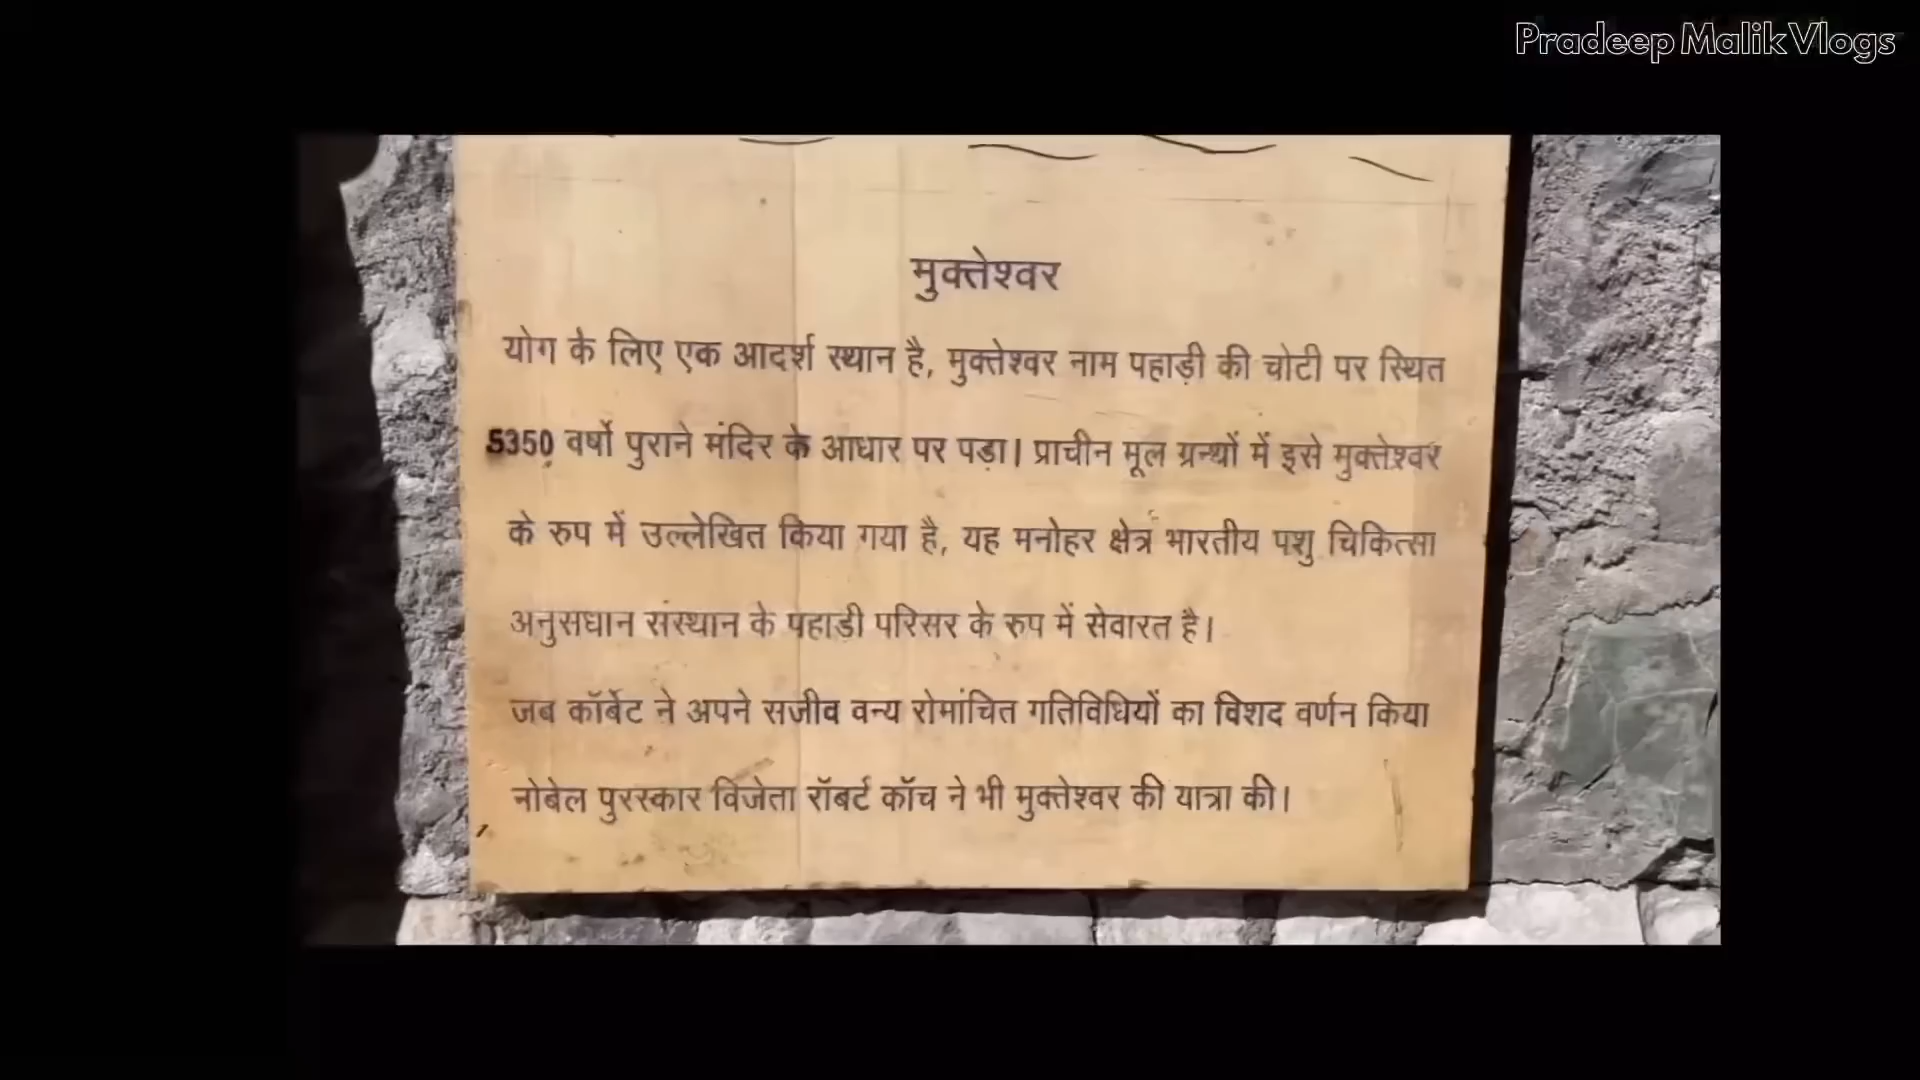 Pradeep Malik Vlogs
मुक्तेश्वर
योग के लिए एक आदर्श स्थान है, मुक्तेश्वर नाम पहाड़ी की चोटी पर स्थित
5350 वर्षो पुराने मंदिर के आधार पर पड़ा। प्राचीन मूल ग्रन्थों में इसे मुक्तेश्वर
के रुप में उल्लेखित किया गया है, यह मनोहर क्षेत्र भारतीय पशु चिकित्सा
अनुसधान संस्थान के पहाडी परिसर के रुप में सेवारत है।
जब कॉर्बेट ने अपने सजीव वन्य रोमांचित गतिविधियों का विशद वर्णन किया
नोबेल पुरस्कार विजेता रॉबर्ट कॉच ने भी मुक्तेश्वर की यात्रा की।